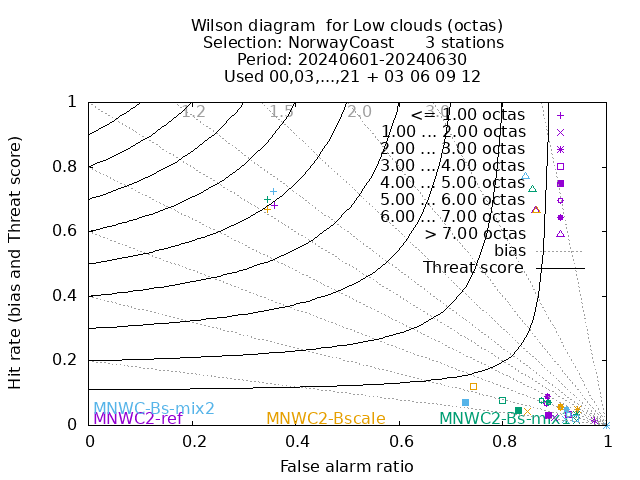 Wilson diagram  for Low clouds (octas)
Selection: NorwayCoast      3 stations
Period: 20240601-20240630
Used 00,03,...,21 + 03 06 09 12
1.2 1.5 2.0 3.0
<= 1.00 octas
1.00 ... 2.00 octas
2.00 ... 3.00 octas
3.00 ... 4.00 octas
4.00 ... 5.00 octas
5.00 ... 6.00 octas
6.00 ... 7.00 octas
> 7.00 octas
bias
Threat score
Hit rate (bias and Threat score)
1
0.8
0.6
0.4
0.2
0
MNWC-Bs-mix2
MNWC2-ref MNWC2-Bscale MNWC2-Bs-mix1
0 0.2 0.4 0.6 0.8 1
False alarm ratio